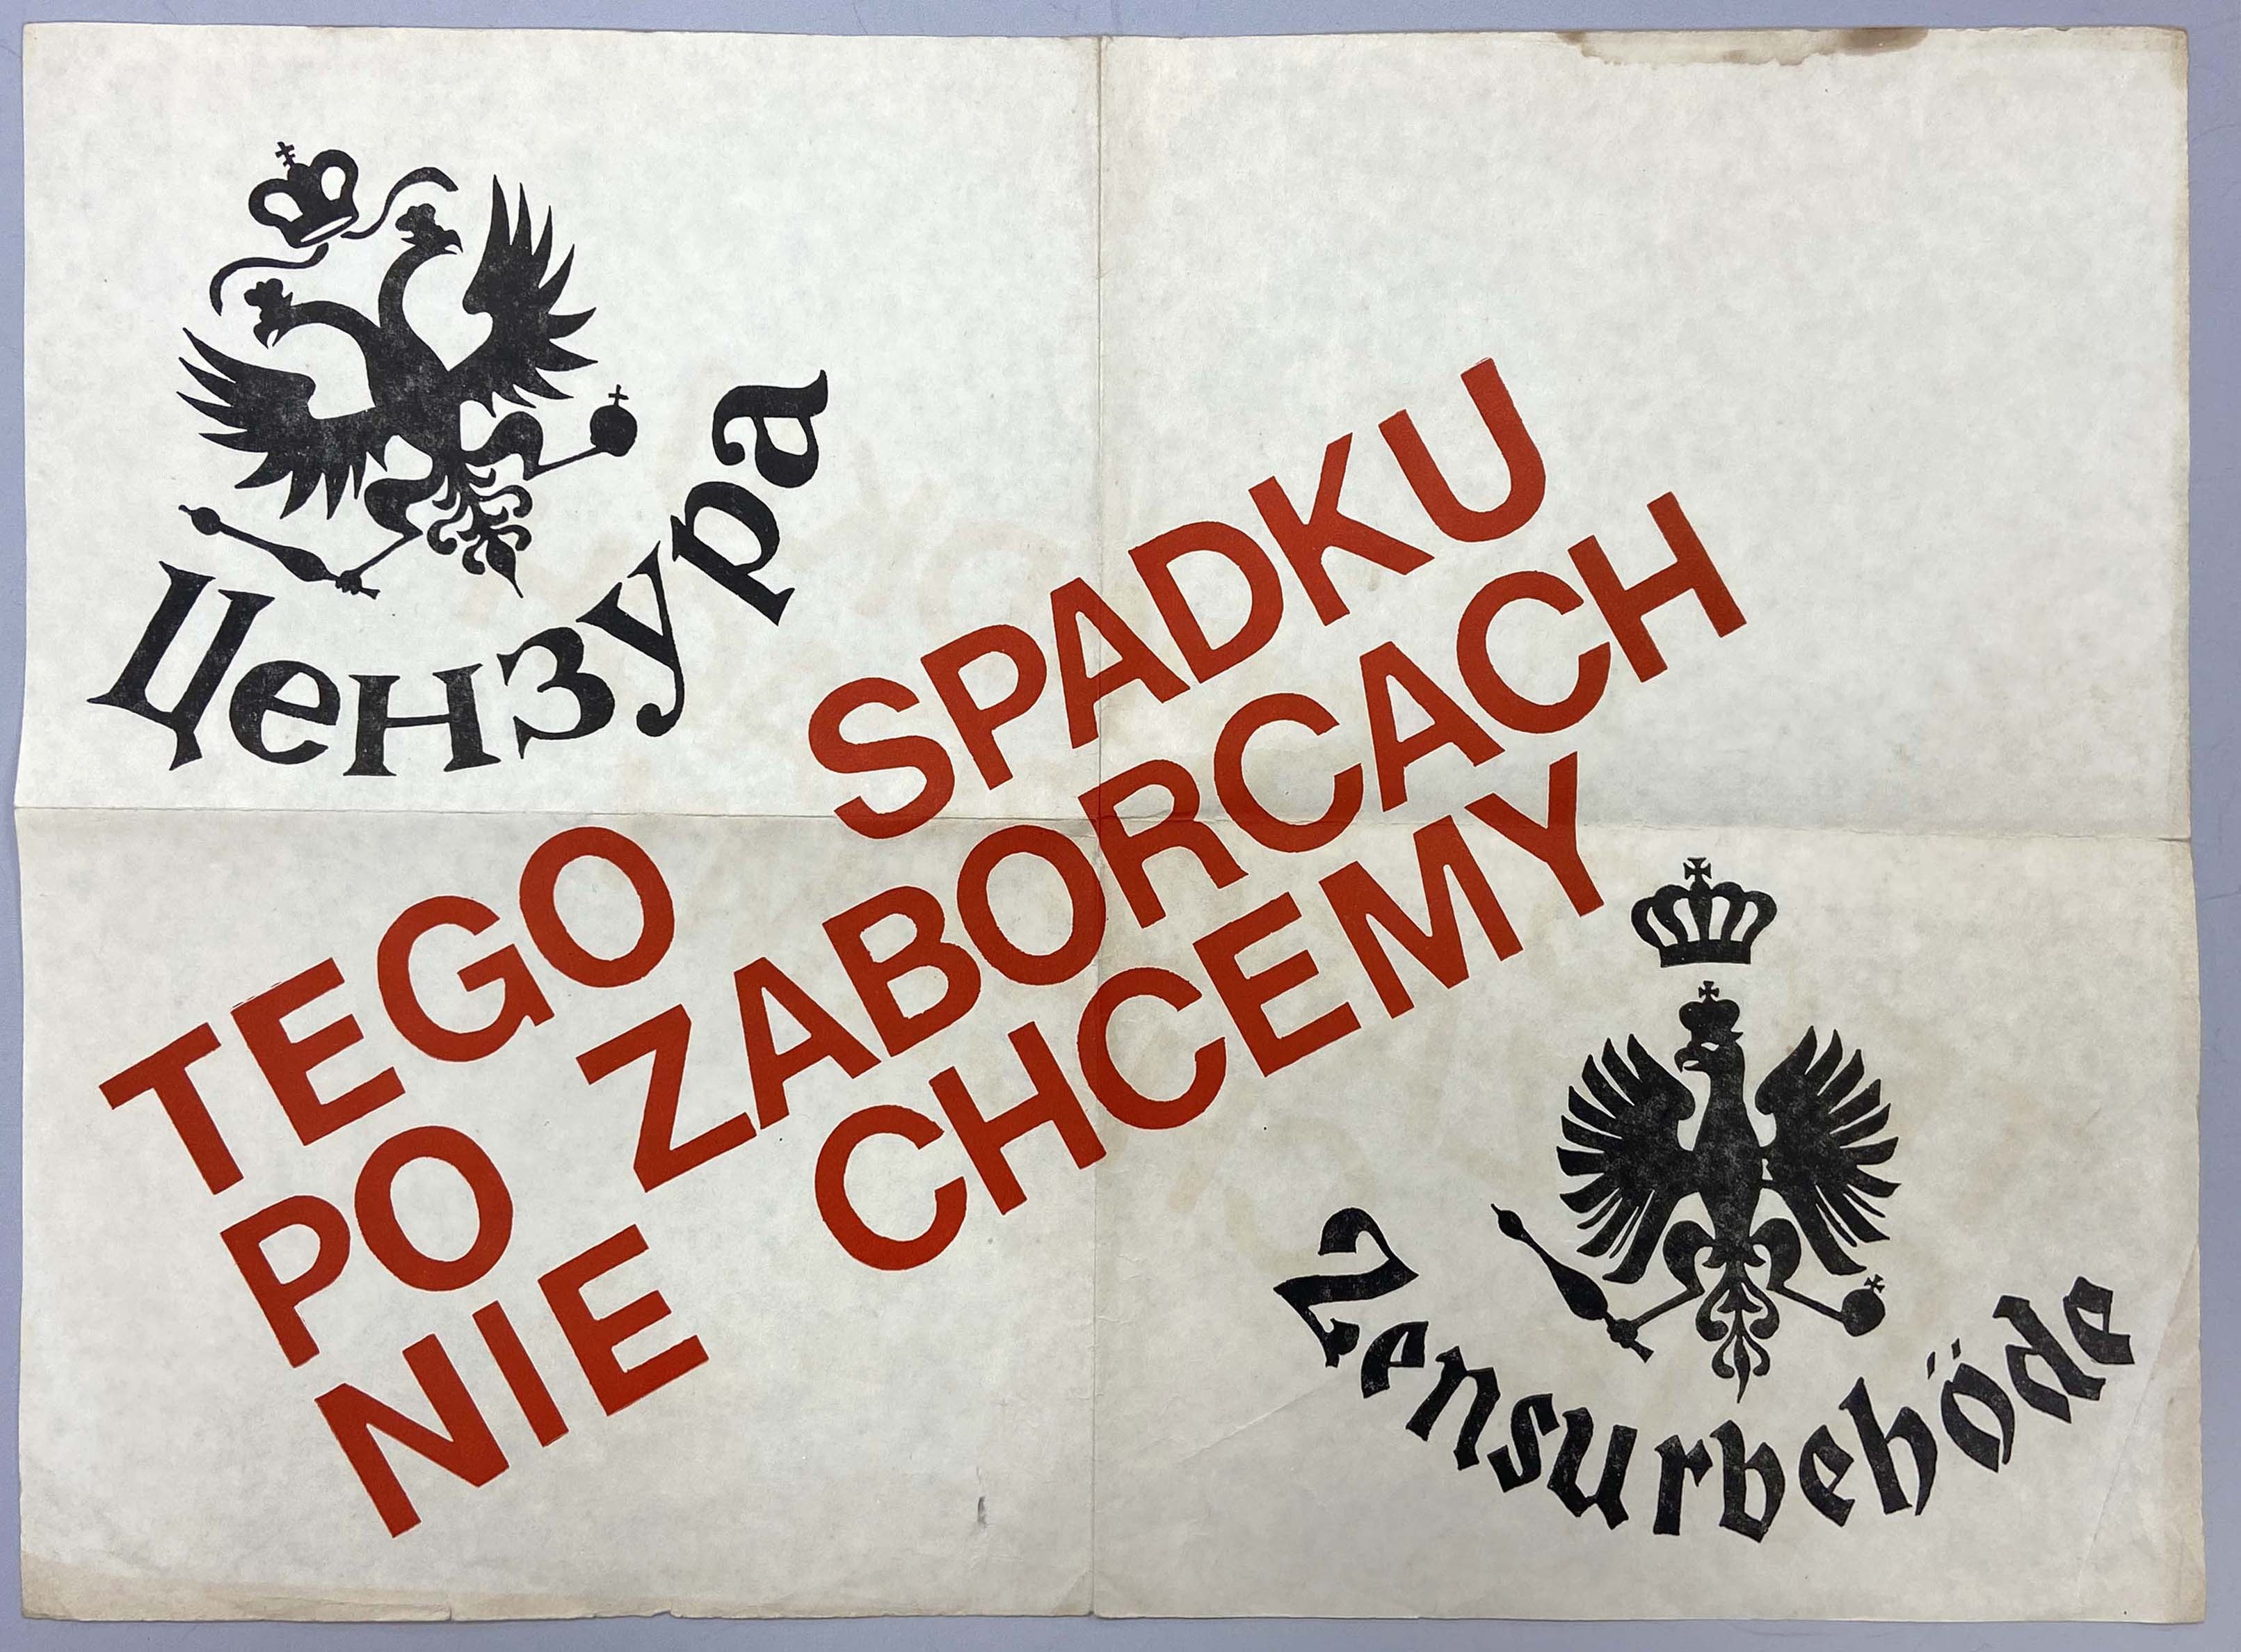 Цензура
TEGO SPADKU
PO ZABORCACH
NIE CHCEMY
Zensurbehöde